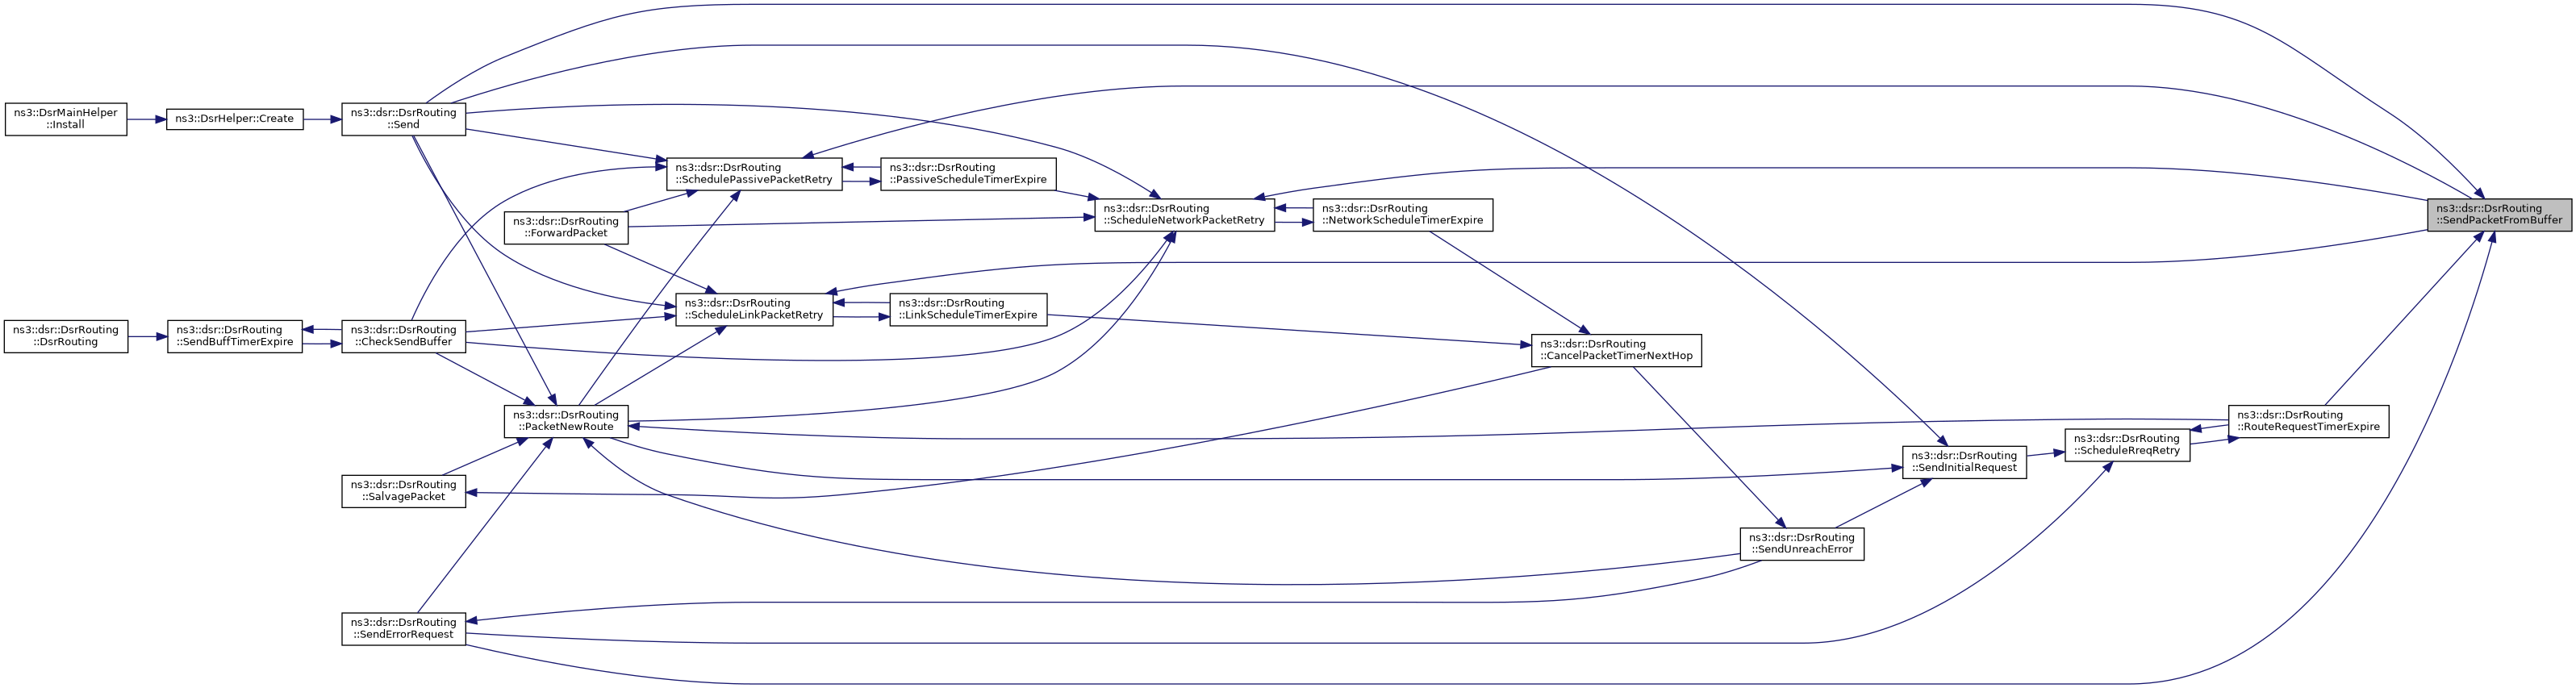 ns3::DsrMainHelper
::Install
ns3::DsrHelper::Create
ns3::dsr::DsrRouting
::Send
ns3::dsr::DsrRouting
::SchedulePassivePacketRetry
ns3::dsr::DsrRouting
::PassiveScheduleTimerExpire
ns3::dsr::DsrRouting
::ForwardPacket
ns3::dsr::DsrRouting
::ScheduleNetworkPacketRetry
ns3::dsr::DsrRouting
::NetworkScheduleTimerExpire
ns3::dsr::DsrRouting
::SendPacketFromBuffer
ns3::dsr::DsrRouting
::DsrRouting
ns3::dsr::DsrRouting
::SendBuffTimerExpire
ns3::dsr::DsrRouting
::CheckSendBuffer
ns3::dsr::DsrRouting
::ScheduleLinkPacketRetry
ns3::dsr::DsrRouting
::LinkScheduleTimerExpire
ns3::dsr::DsrRouting
::CancelPacketTimerNextHop
ns3::dsr::DsrRouting
::PacketNewRoute
ns3::dsr::DsrRouting
::RouteRequestTimerExpire
ns3::dsr::DsrRouting
::ScheduleRreqRetry
ns3::dsr::DsrRouting
::SendInitialRequest
ns3::dsr::DsrRouting
::SalvagePacket
ns3::dsr::DsrRouting
::SendUnreachError
ns3::dsr::DsrRouting
::SendErrorRequest